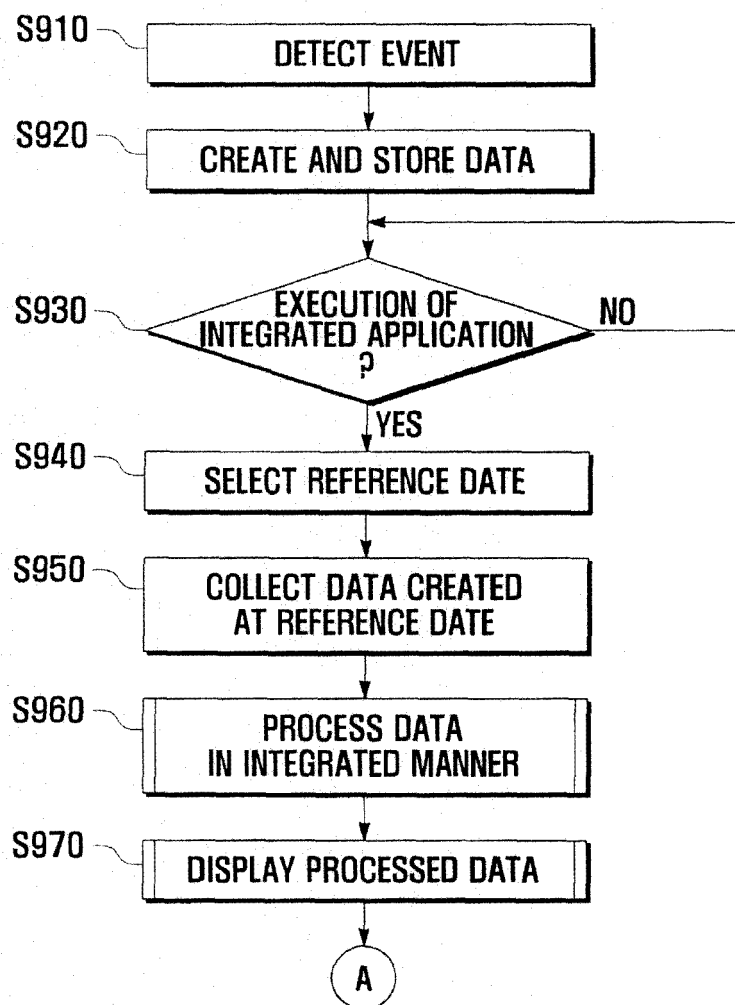 S910
DETECT EVENT
S920
CREATE AND STORE DATA
S930
EXECUTION OF
INTEGRATED APPLICATION
?
NO
YES
S940
SELECT REFERENCE DATE
S950
COLLECT DATA CREATED
AT REFERENCE DATE
S960
PROCESS DATA
IN INTEGRATED MANNER
S970
DISPLAY PROCESSED DATA
A